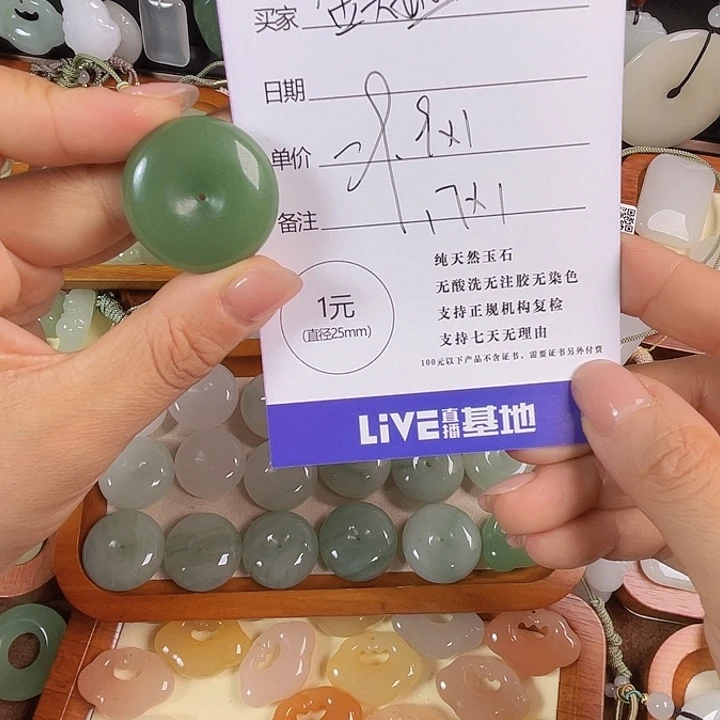 买家
日期
单价
备注
1.7x1
纯天然玉石
无酸洗无注胶无染色
1元
支持正规机构复检
(直径25mm)
支持七天无理由
100元以下产品不含证书,需要证书另外付费
LiVE直播基地